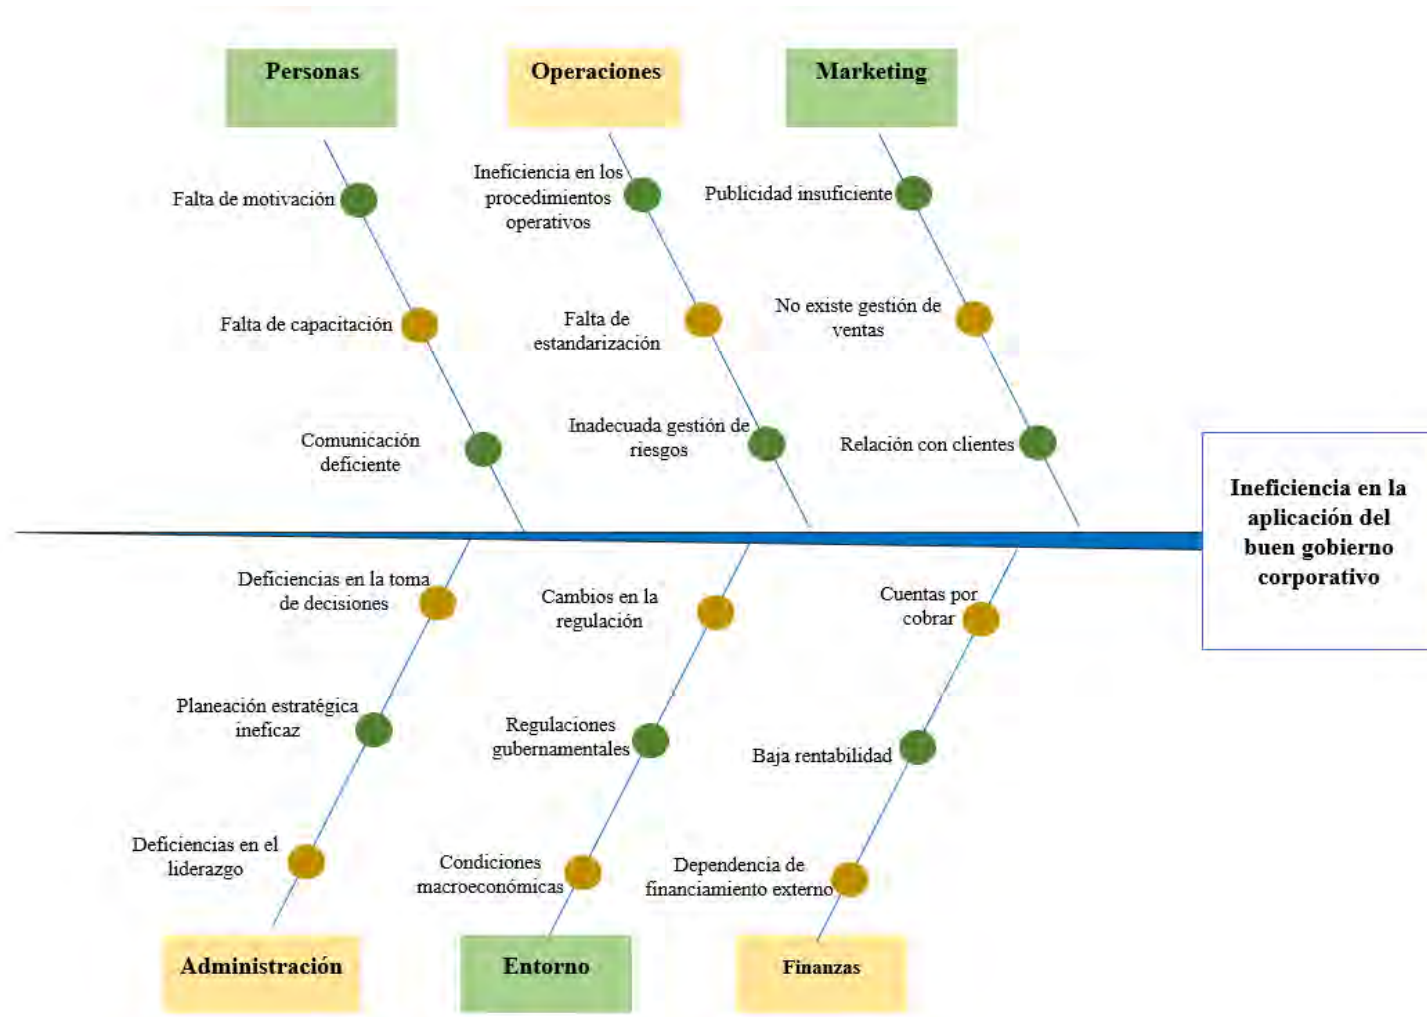 Personas
Operaciones
Marketing
Falta de motivación
Ineficiencia en los
procedimientos
operativos
Publicidad insuficiente
Falta de capacitación
Falta de
estandarización
No existe gestión de
ventas
Comunicación
deficiente
Inadecuada gestión de
riesgos
Relación con clientes
Ineficiencia en la
aplicación del
buen gobierno
corporativo
Deficiencias en la toma
de decisiones
Cambios en la
regulación
Cuentas por
cobrar
Planeación estratégica
ineficaz
Regulaciones
gubernamentales
Baja rentabilidad
Deficiencias en el
liderazgo
Condiciones
macroeconómicas
Dependencia de
financiamiento externo
Administración
Entorno
Finanzas